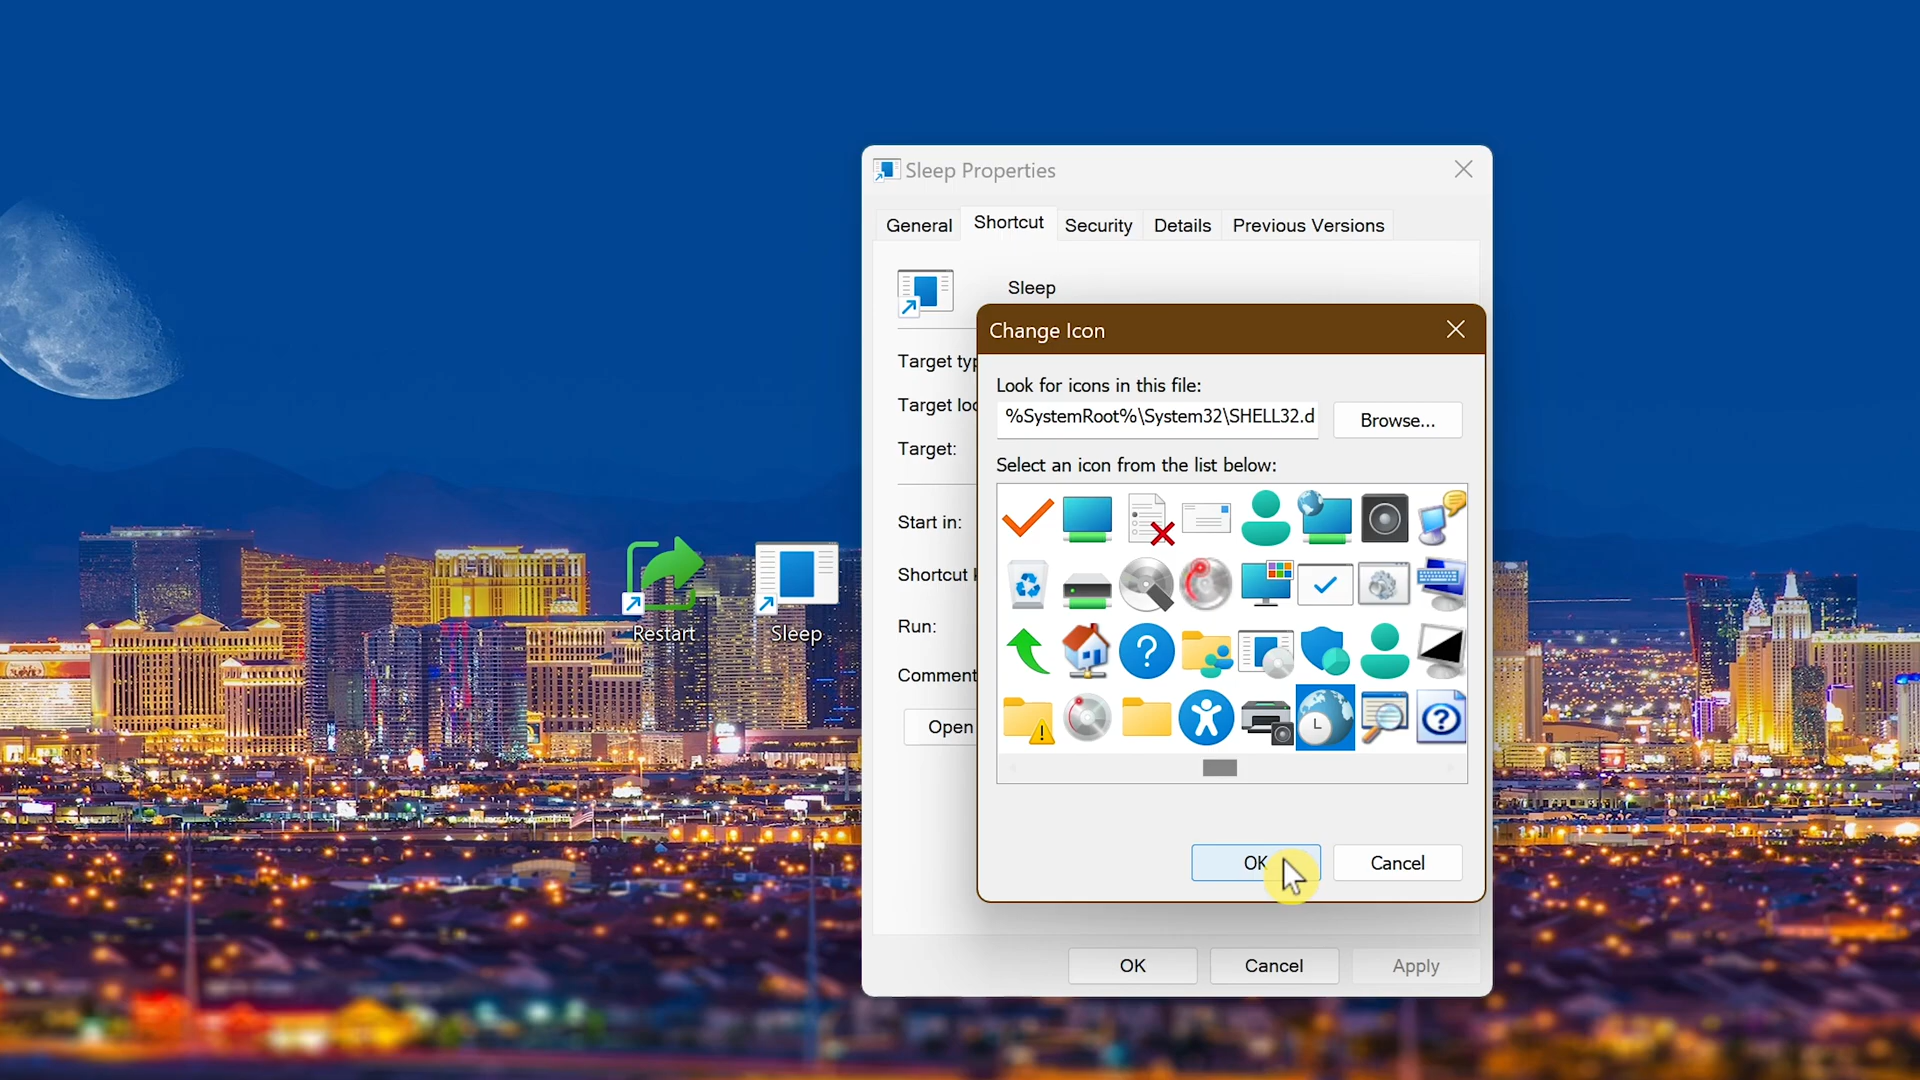 Sleep Properties
General
Shortcut
Security
Details
Previous Versions
Sleep
Target typ
Target loc
Target:
Start in:
Shortcut
Run:
Comment
Open
Change Icon
Look for icons in this file:
%SystemRoot%\System32\SHELL32.d
Browse...
Select an icon from the list below:
OK
Cancel
OK
Cancel
Apply
Restart
Sleep